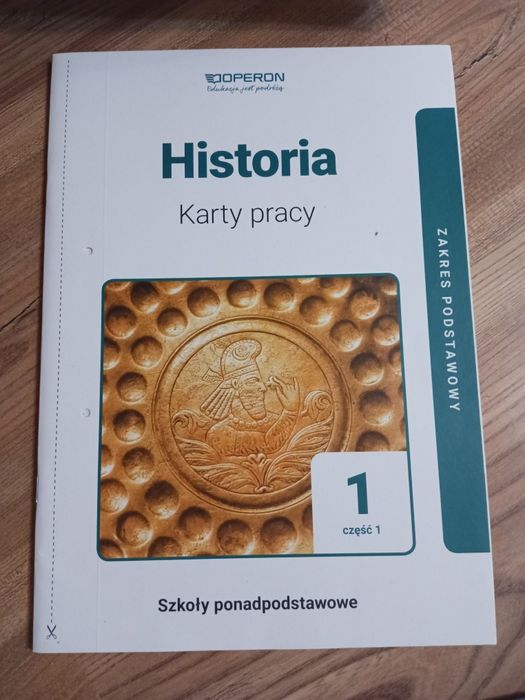 OPERON
Edukacja jest podróżą
Historia
Karty pracy
ZAKRES PODSTAWOWY
1
część 1
Szkoły ponadpodstawowe